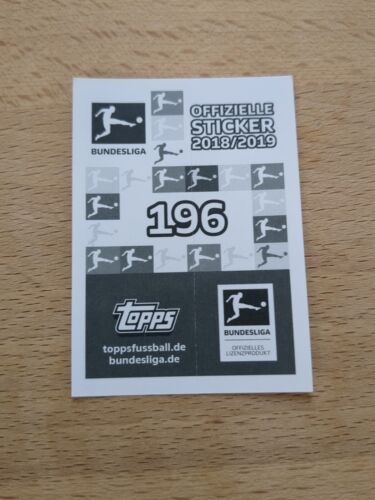 BUNDESLIGA
OFFIZIELLE
STICKER
2018/2019
196
topps
toppsfussball.de
bundesliga.de
BUNDESLIGA
OFFIZIELLES
LIZENZPRODUKT